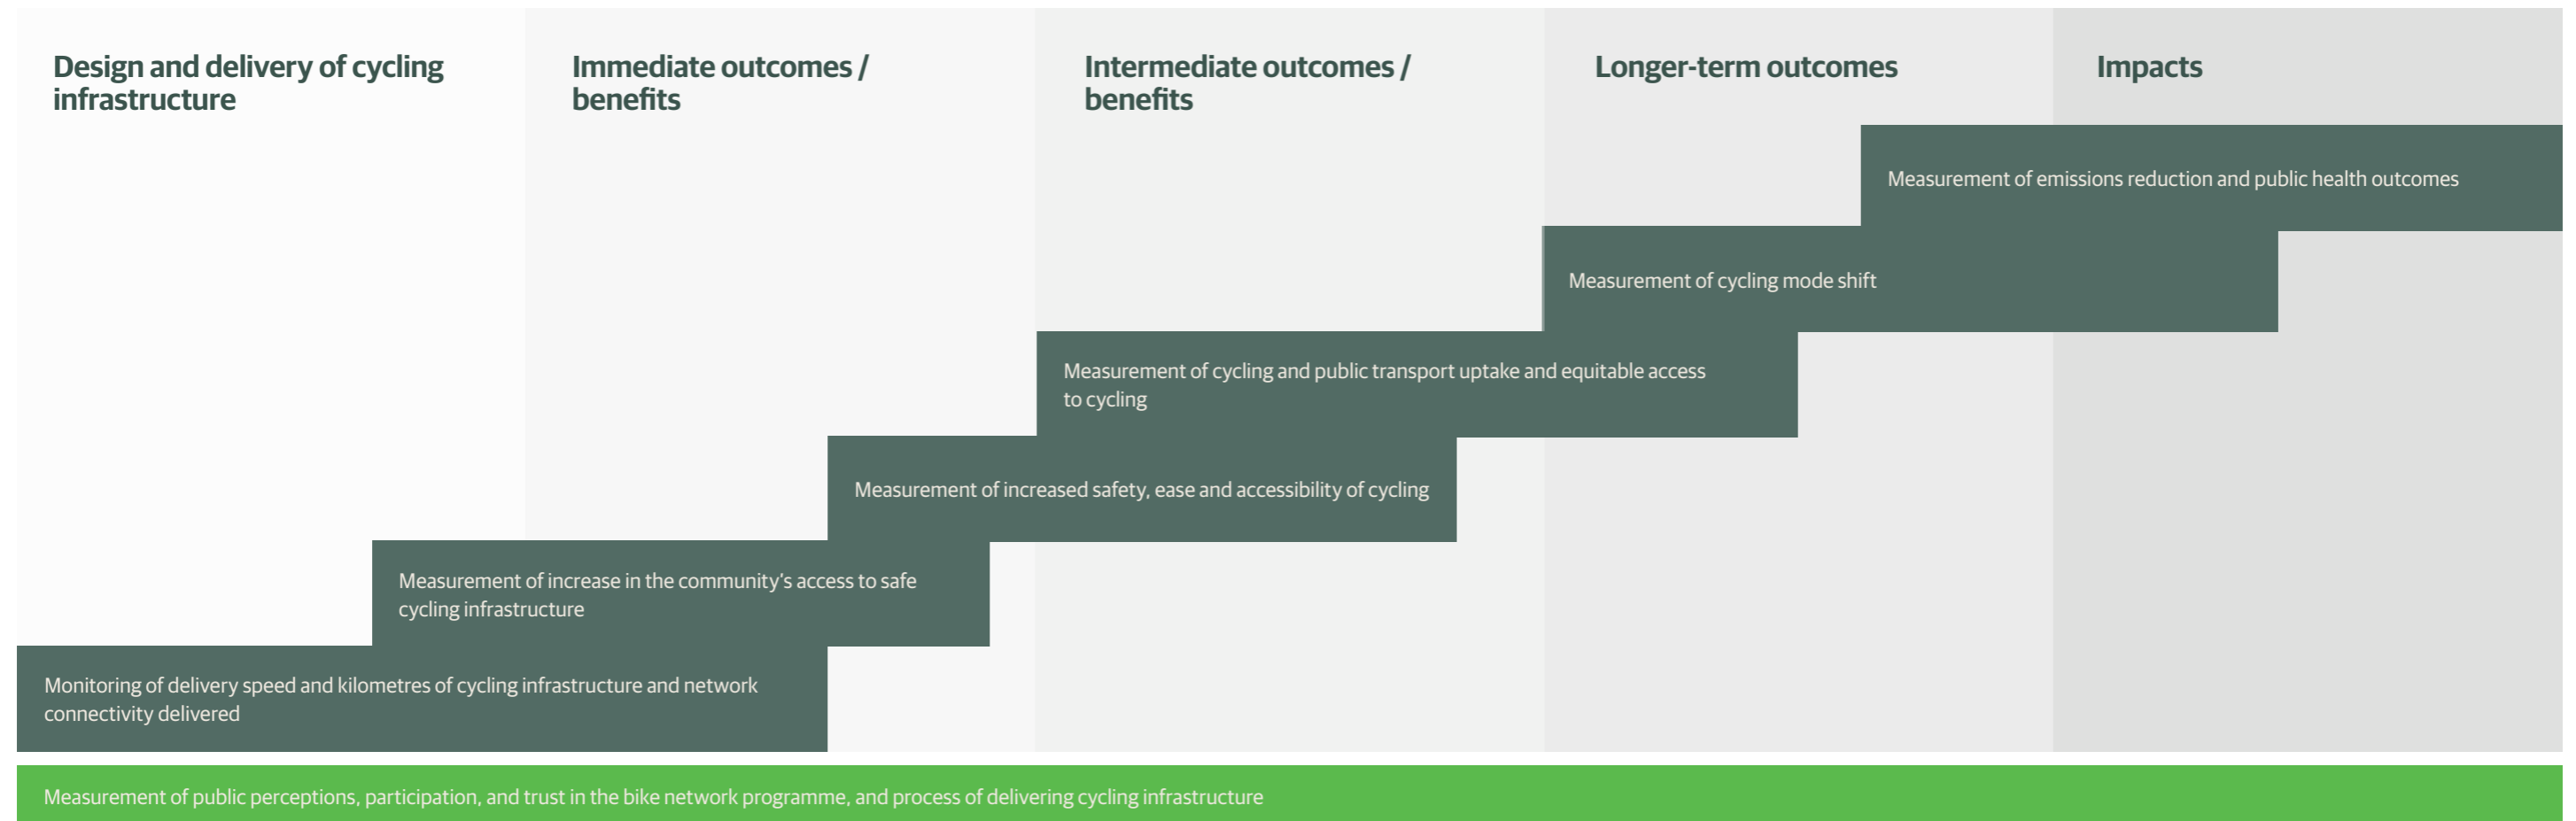 Design and delivery of cycling
infrastructure
Immediate outcomes /
benefits
Intermediate outcomes /
benefits
Longer-term outcomes
Impacts
Measurement of emissions reduction and public health outcomes
Measurement of cycling mode shift
Measurement of cycling and public transport uptake and equitable access
to cycling
Measurement of increased safety, ease and accessibility of cycling
Measurement of increase in the community's access to safe
cycling infrastructure
Monitoring of delivery speed and kilometres of cycling infrastructure and network
connectivity delivered
Measurement of public perceptions, participation, and trust in the bike network programme, and process of delivering cycling infrastructure